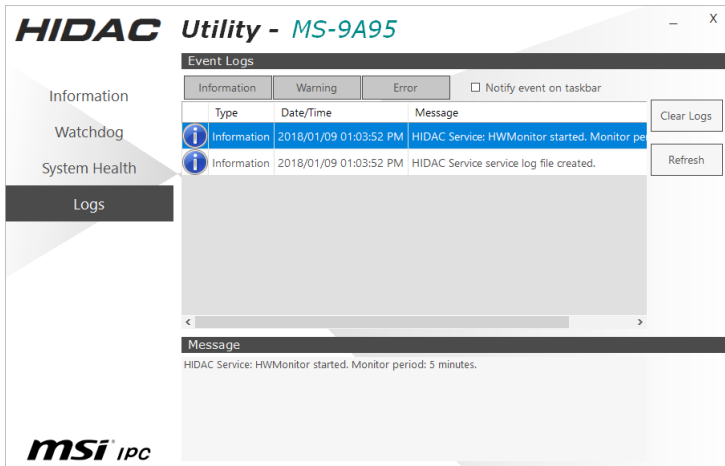 HIDAC Utility - MS-9A95
_ X
Event Logs
Information
Watchdog
System Health
Logs
Information Warning Error Notify event on taskbar
Type Date/Time Message
Information 2018/01/09 01:03:52 PM HIDAC Service: HWMonitor started. Monitor pe
Information 2018/01/09 01:03:52 PM HIDAC Service service log file created.
Clear Logs
Refresh
Message
HIDAC Service: HWMonitor started. Monitor period: 5 minutes.
msi IPC